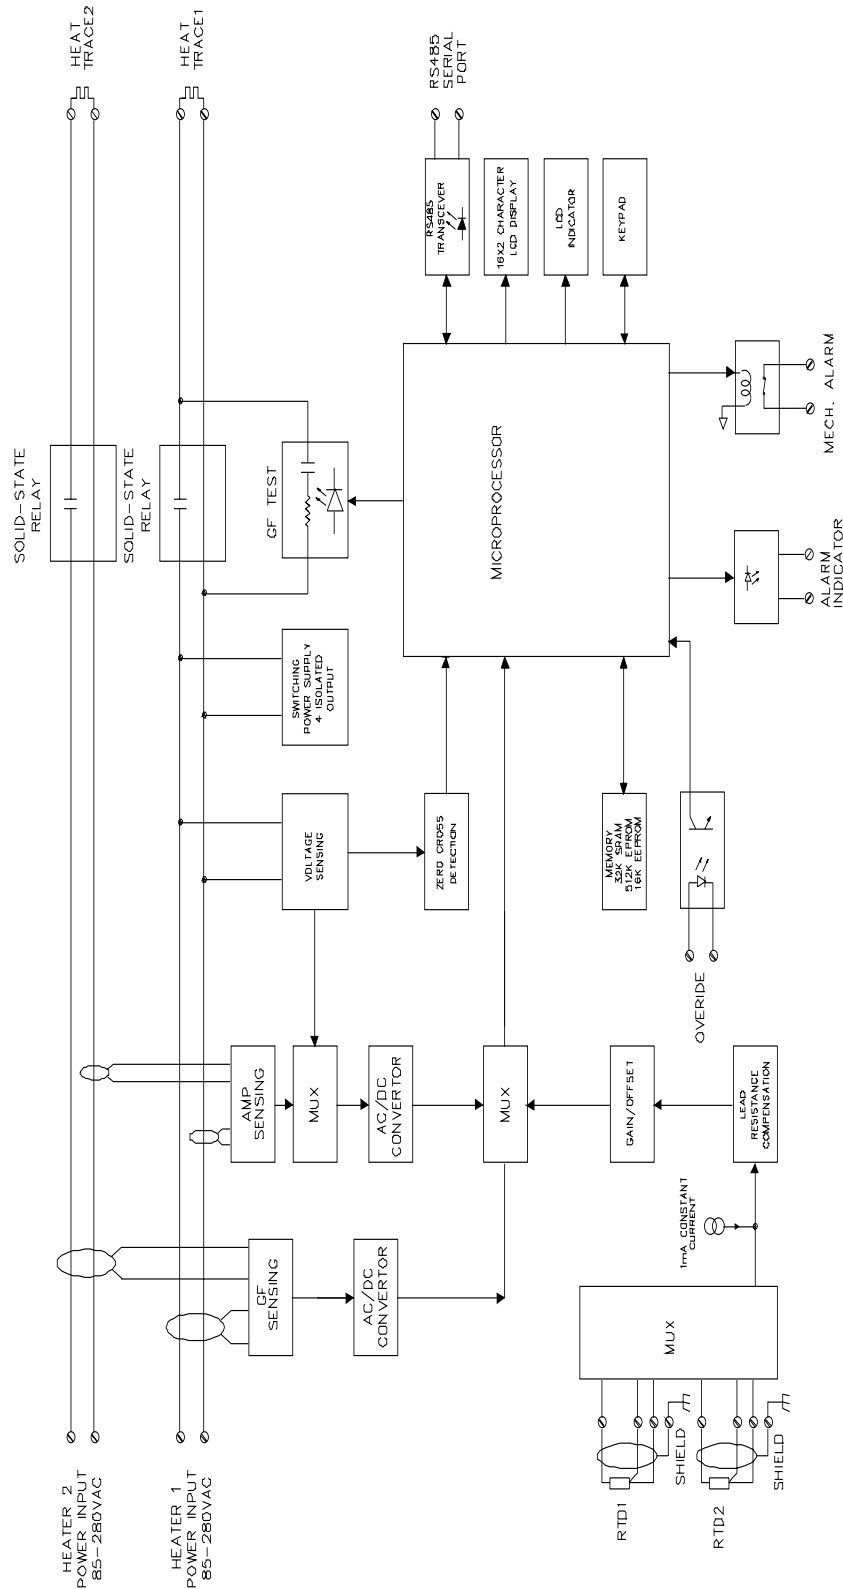 HEATER 2
POWER INPUT
85-280VAC
HEATER 1
POWER INPUT
85-280VAC
SOLID-STATE
RELAY
SOLID-STATE
RELAY
HEAT
TRACE2
HEAT
TRACE1
GF
SENSING
AC/DC
CONVERTOR
AMP
SENSING
MUX
AC/DC
CONVERTOR
VOLTAGE
SENSING
SWITCHING
POWER SUPPLY
4 ISOLATED
OUTPUT
GF TEST
ZERO CROSS
DETECTION
MUX
MICROPROCESSOR
RS485
TRANSCEVER
RS485
SERIAL
PORT
16X2 CHARACTER
LCD DISPLAY
LCD
INDICATOR
KEYPAD
MEMORY
32K SRAM
512K EPROM
16K EEPROM
GAIN/OFFSET
LEAD
RESISTANCE
COMPENSATION
1mA CONSTANT
CURRENT
MUX
RTD1
SHIELD
RTD2
SHIELD
OVERIDE
ALARM
INDICATOR
MECH. ALARM